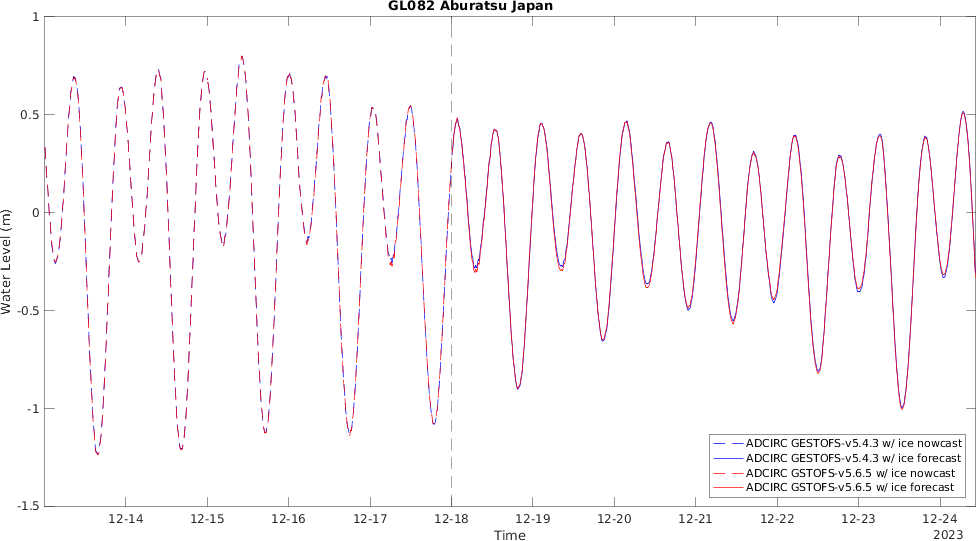 GL082 Aburatsu Japan
1
0.5
0
-0.5
-1
-1.5
Water Level (m)
ADCIRC GESTOFS-v5.4.3 w/ ice nowcast
ADCIRC GESTOFS-v5.4.3 w/ ice forecast
ADCIRC GSTOFS-v5.6.5 w/ ice nowcast
ADCIRC GSTOFS-v5.6.5 w/ ice forecast
12-14 12-15 12-16 12-17 12-18 12-19 12-20 12-21 12-22 12-23 12-24
Time
2023